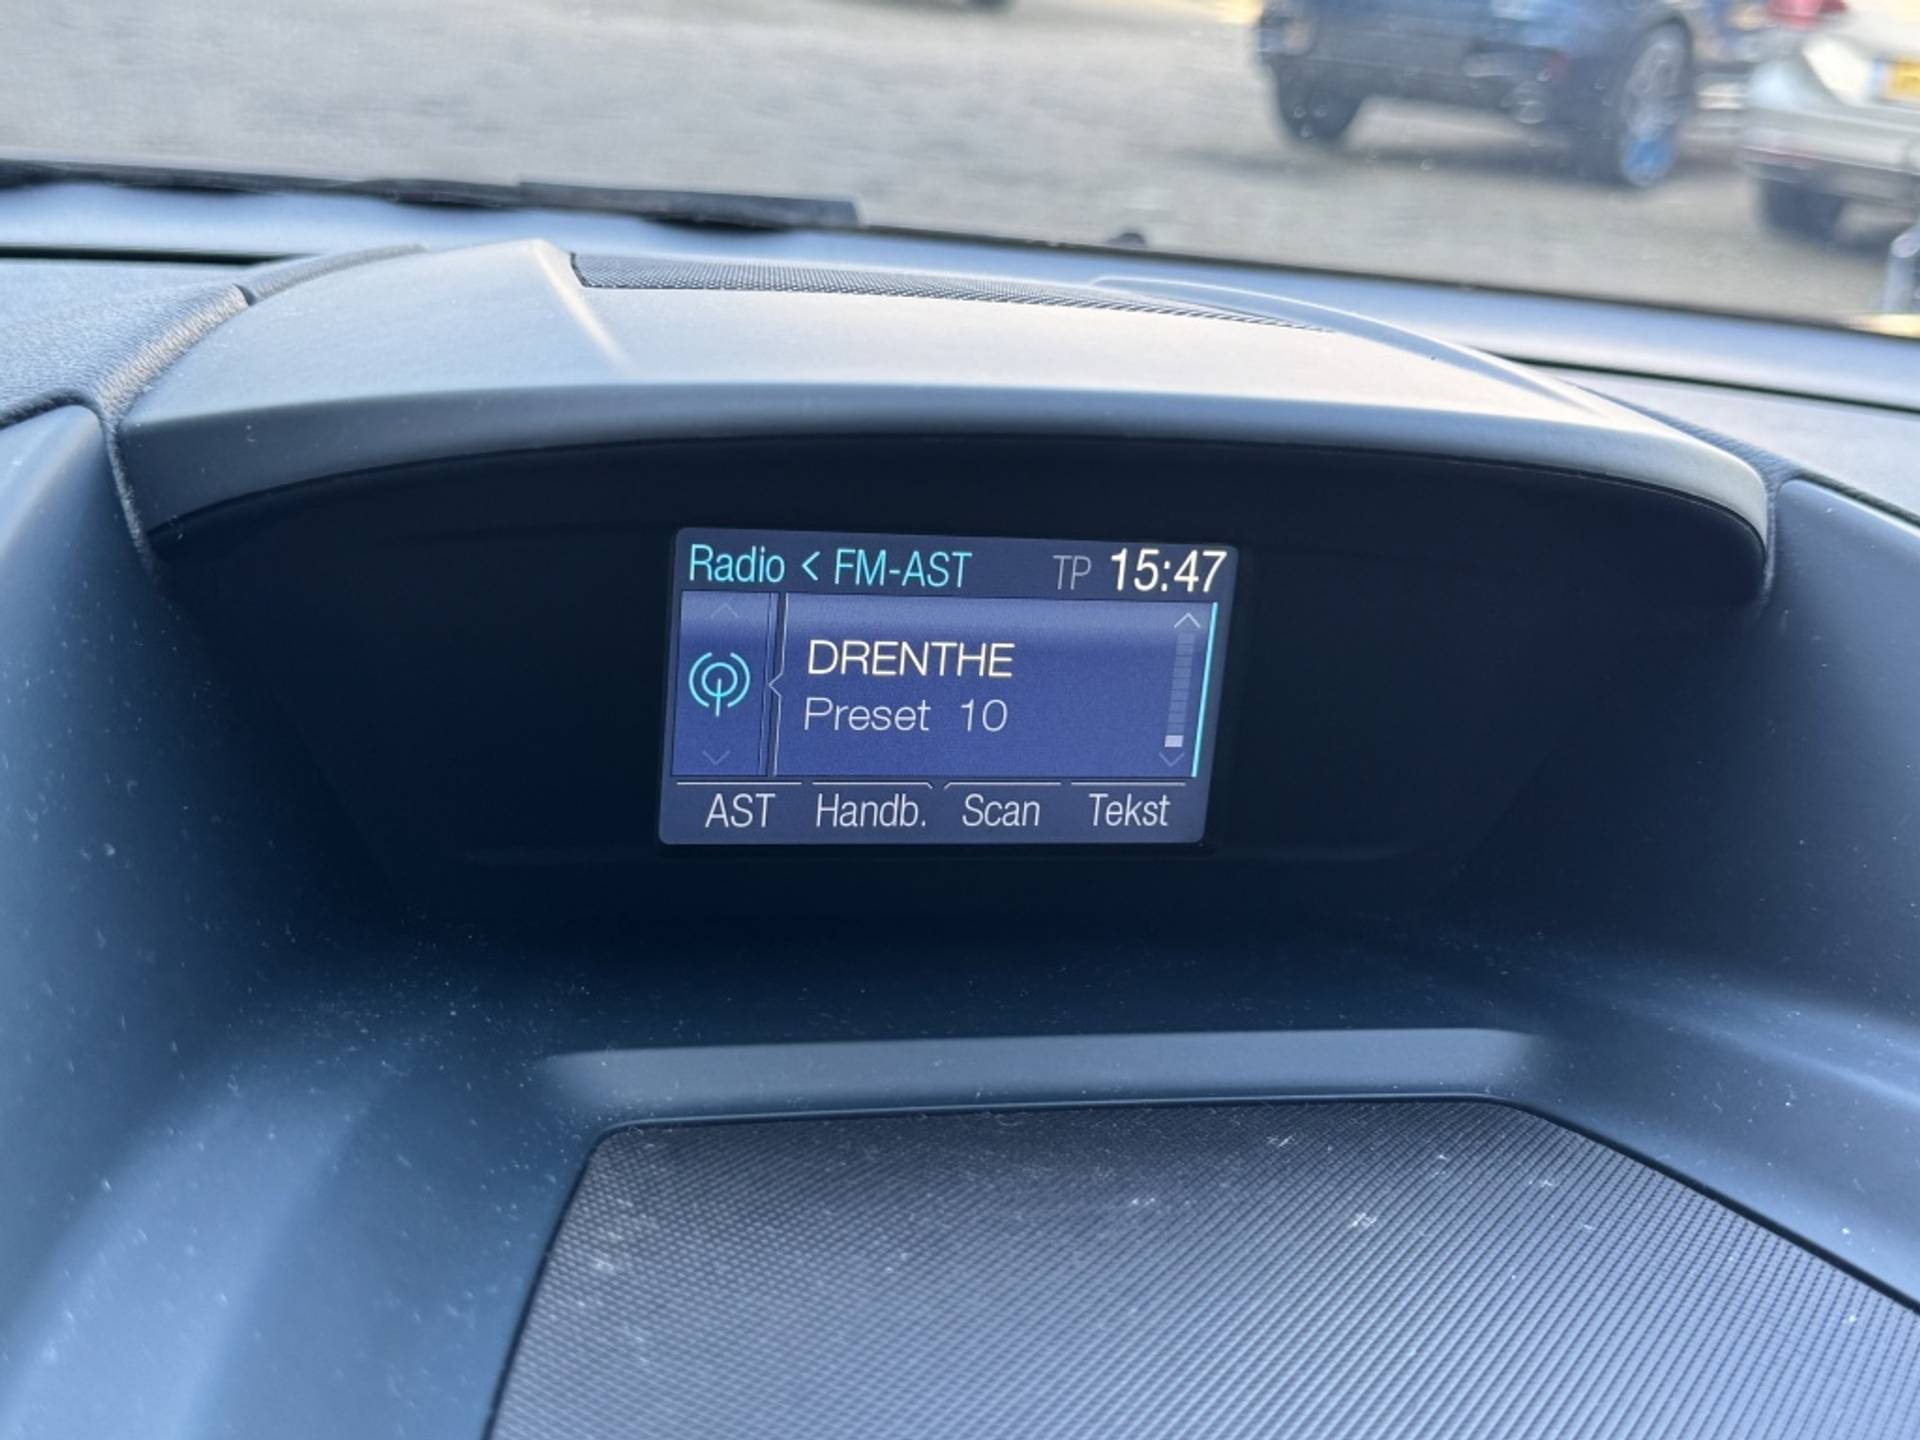 Radio < FM-AST TP 15:47
DRENTHE
Preset 10
AST Handb. Scan Tekst